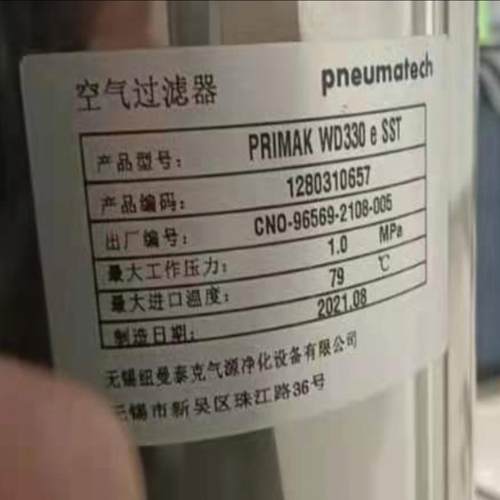 pneumatech
空气过滤器
产品型号: PRIMAK WD330 e SST
产品编码: 1280310657
出厂编号: CNO-96569-2108-005
最大工作压力: 1.0 MPa
最大进口温度: 79 ℃
制造日期: 2021.08
无锡纽曼泰克气源净化设备有限公司
无锡市新吴区珠江路36号